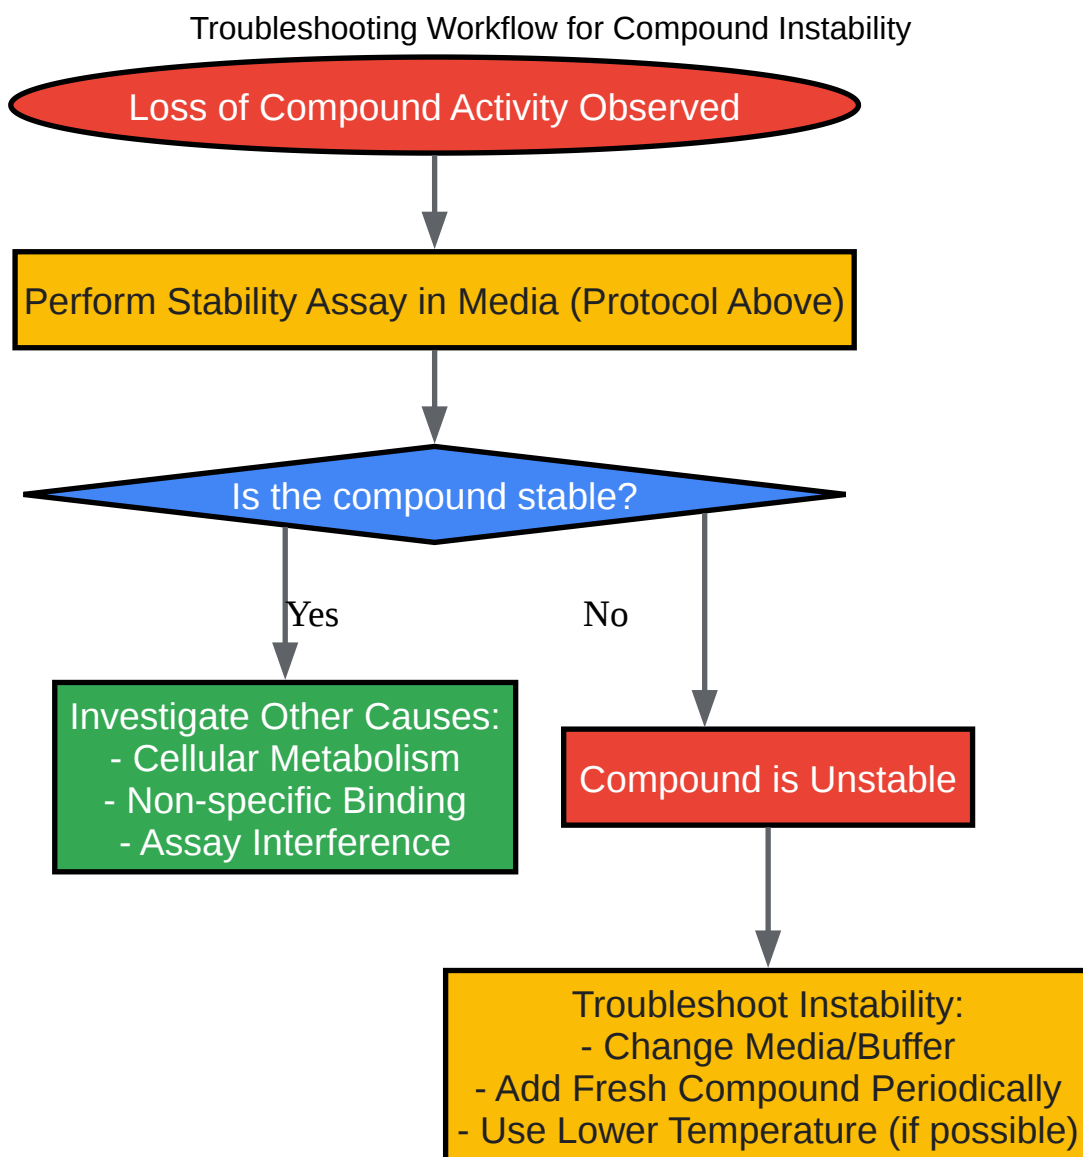 Troubleshooting Workflow for Compound Instability
Loss of Compound Activity Observed
Perform Stability Assay in Media (Protocol Above)
Is the compound stable?
Yes
No
Investigate Other Causes:
- Cellular Metabolism
- Non-specific Binding
- Assay Interference
Compound is Unstable
Troubleshoot Instability:
- Change Media/Buffer
- Add Fresh Compound Periodically
- Use Lower Temperature (if possible)